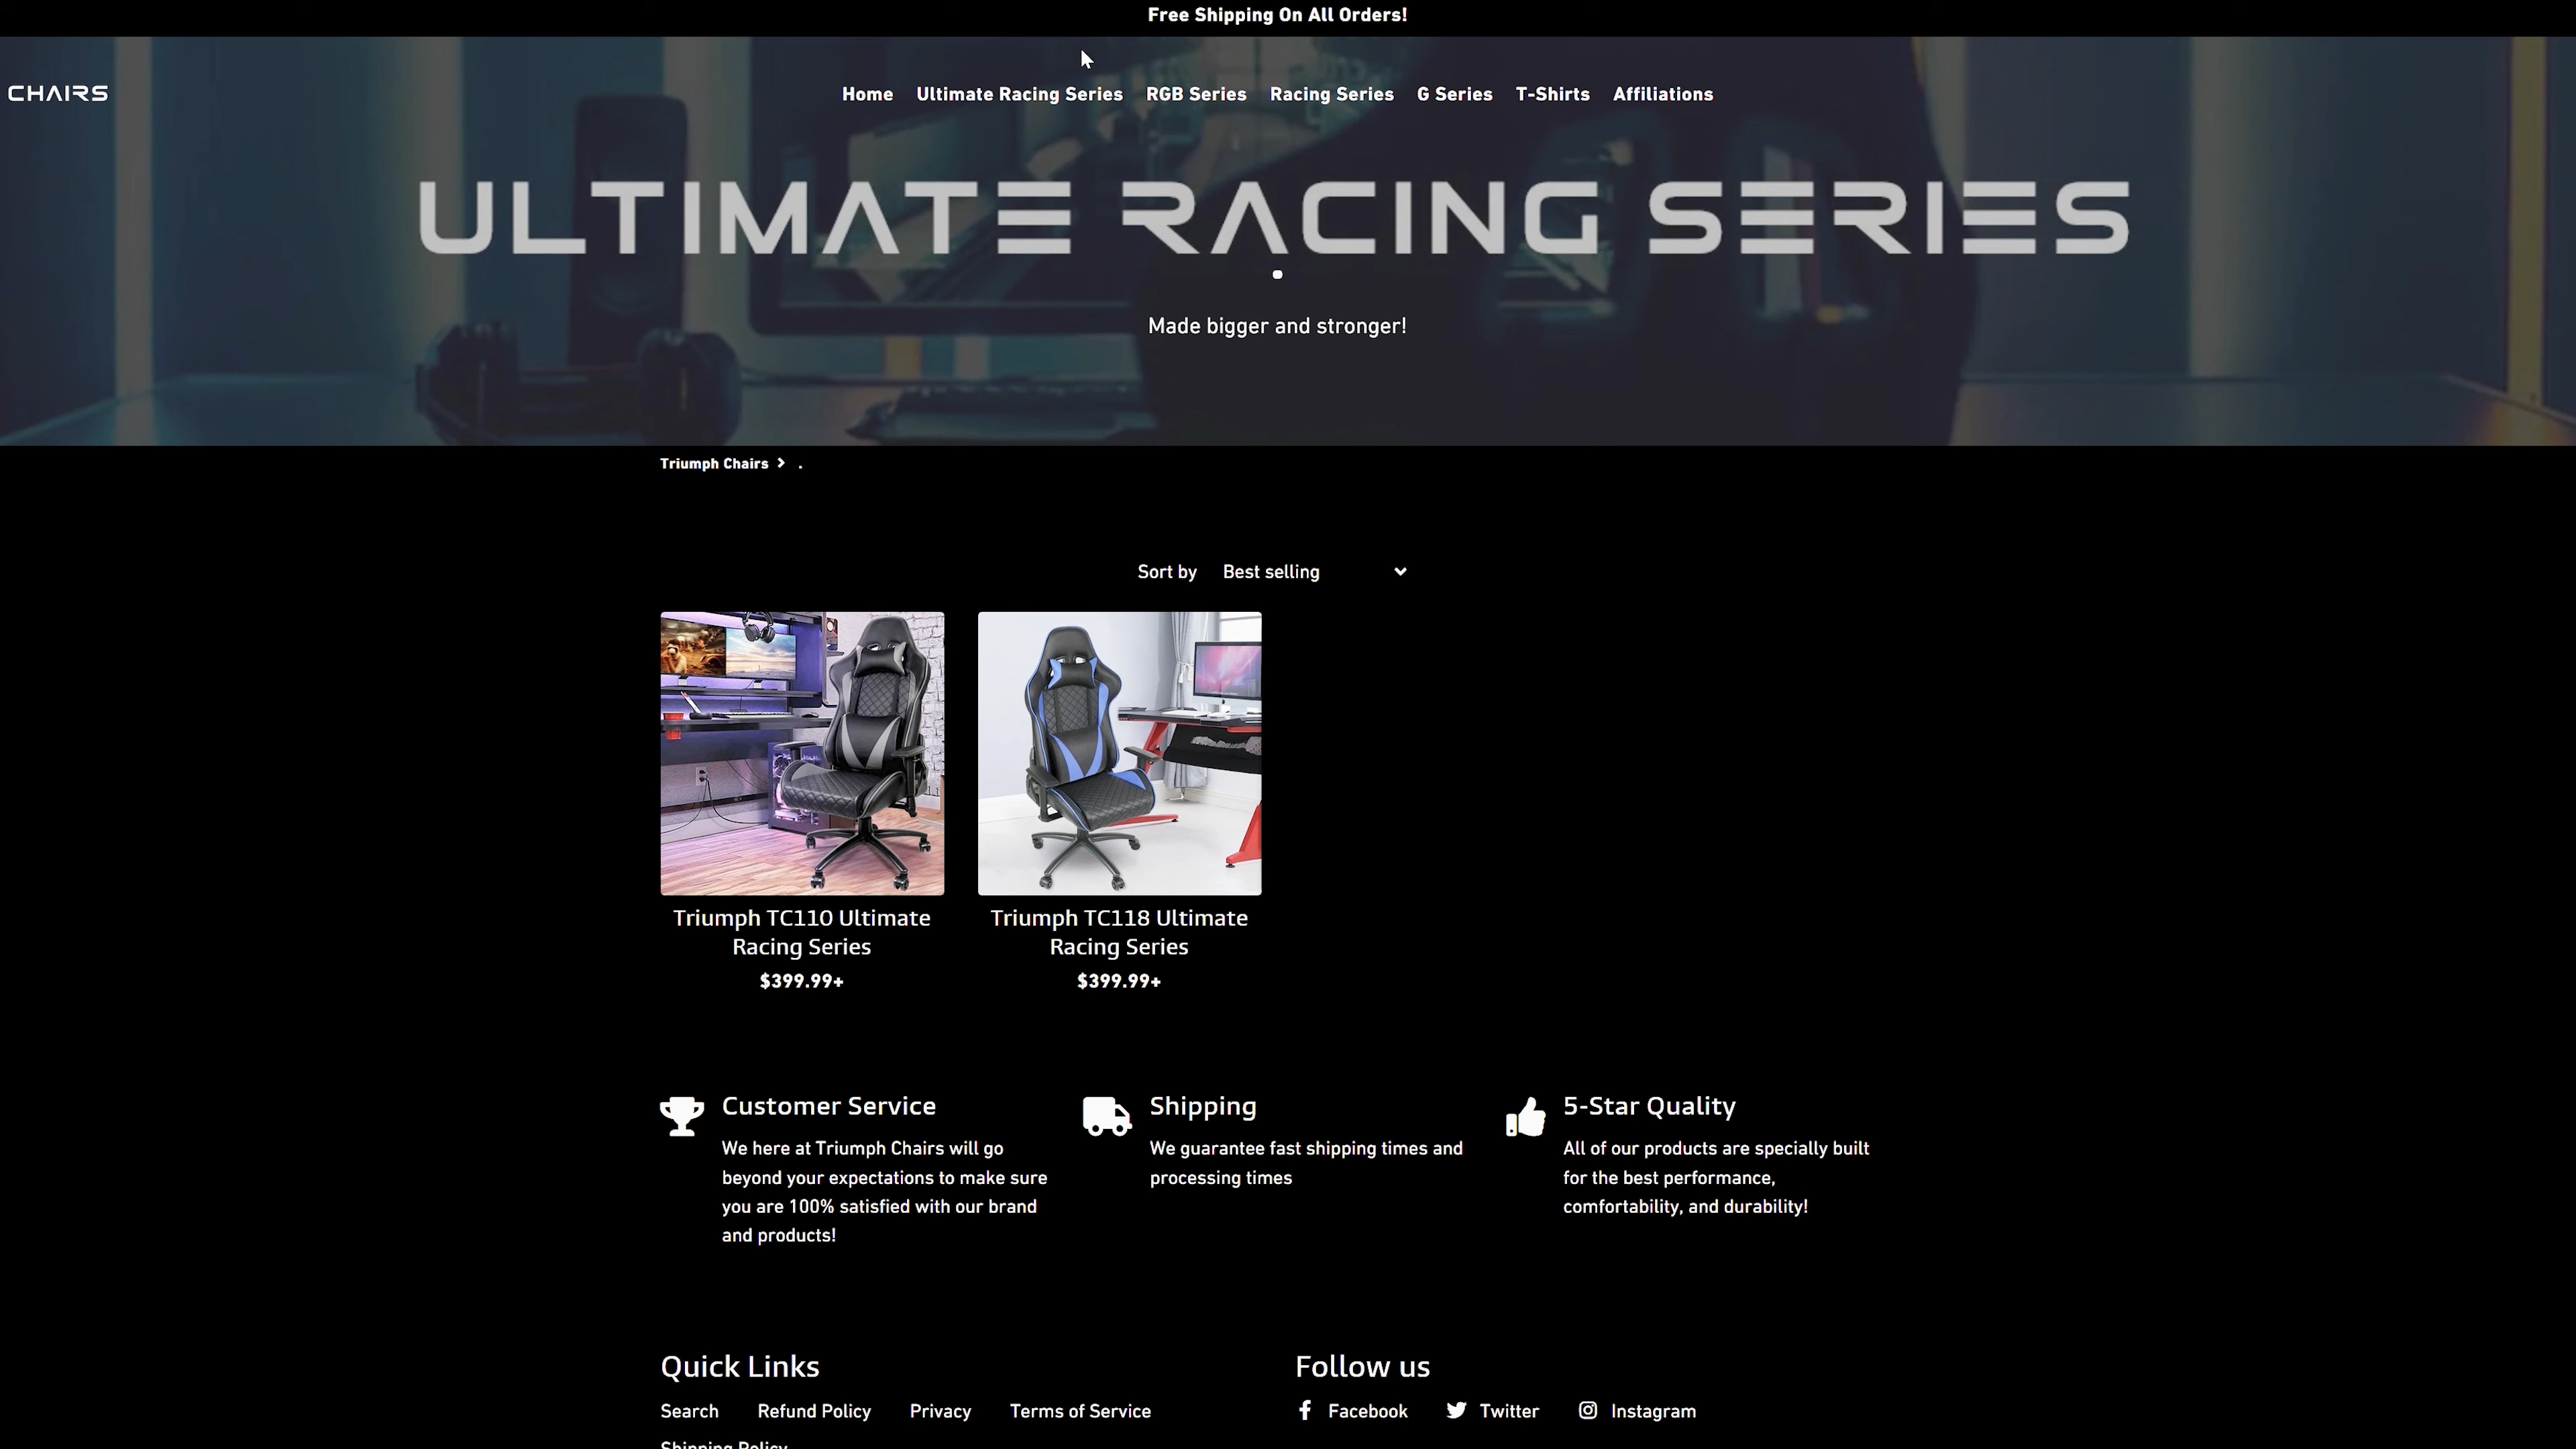 Free Shipping On All Orders!
CHAIRS
Home Ultimate Racing Series RGB Series Racing Series G Series T-Shirts Affiliations
ULTIMATE RACING SERIES
.
Made bigger and stronger!
Triumph Chairs > .
Sort by Best selling
Triumph TC110 Ultimate
Racing Series
$399.99+
Triumph TC118 Ultimate
Racing Series
$399.99+
Customer Service
We here at Triumph Chairs will go
beyond your expectations to make sure
you are 100% satisfied with our brand
and products!
Shipping
We guarantee fast shipping times and
processing times
5-Star Quality
All of our products are specially built
for the best performance,
comfortability, and durability!
Quick Links
Search Refund Policy Privacy Terms of Service
Shipping Policy
Follow us
Facebook Twitter Instagram